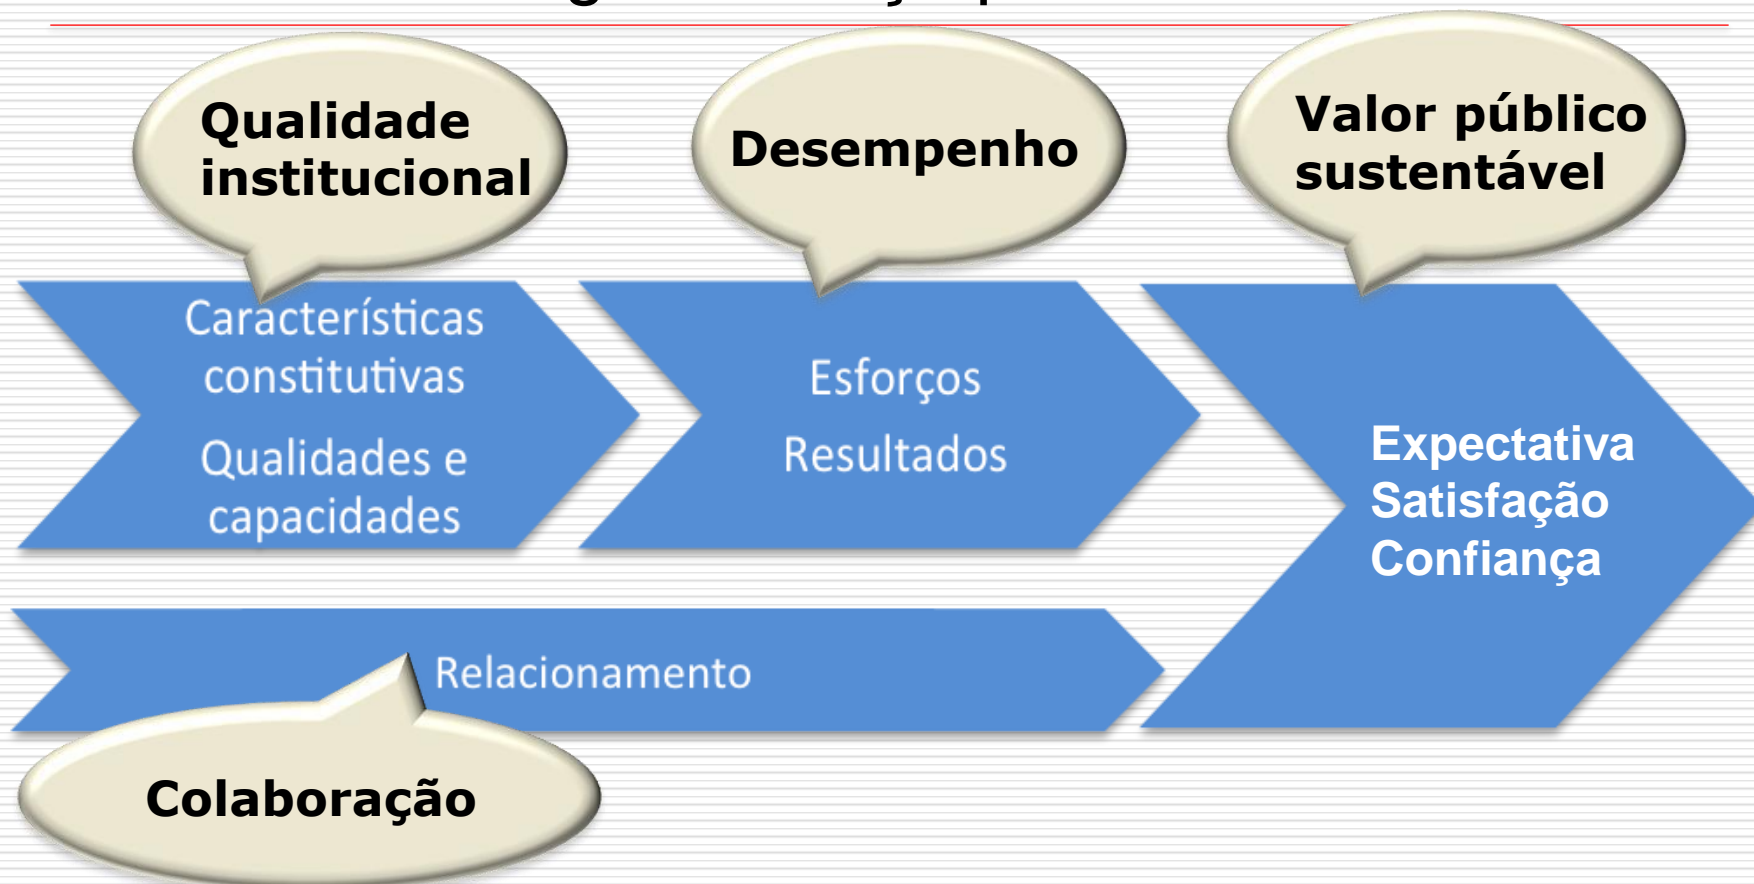 Qualidade
institucional
Desempenho
Valor público
sustentável
Características
constitutivas
Qualidades e
capacidades
Esforços
Resultados
Expectativa
Satisfação
Confiança
Relacionamento
Colaboração